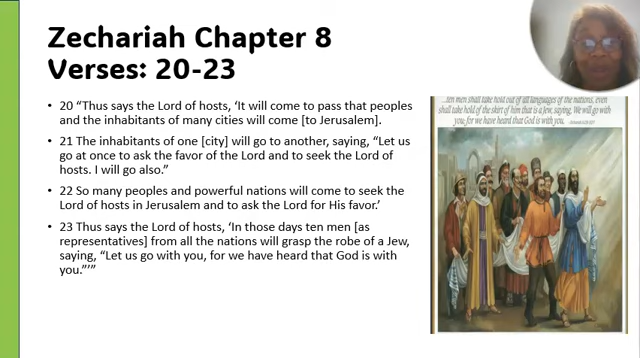 Zechariah Chapter 8
Verses: 20-23
• 20 “Thus says the Lord of hosts, ‘It will come to pass that peoples
and the inhabitants of many cities will come [to Jerusalem].
• 21 The inhabitants of one [city] will go to another, saying, “Let us
go at once to ask the favor of the Lord and to seek the Lord of
hosts. I will go also.”
• 22 So many peoples and powerful nations will come to seek the
Lord of hosts in Jerusalem and to ask the Lord for His favor.’
• 23 Thus says the Lord of hosts, ‘In those days ten men [as
representatives] from all the nations will grasp the robe of a Jew,
saying, “Let us go with you, for we have heard that God is with
you.”’”
...ten men shall take hold out of all languages of the nations, even
shall take hold of the skirt of him that is a Jew, saying, We will go with
you; for we have heard that God is with you.